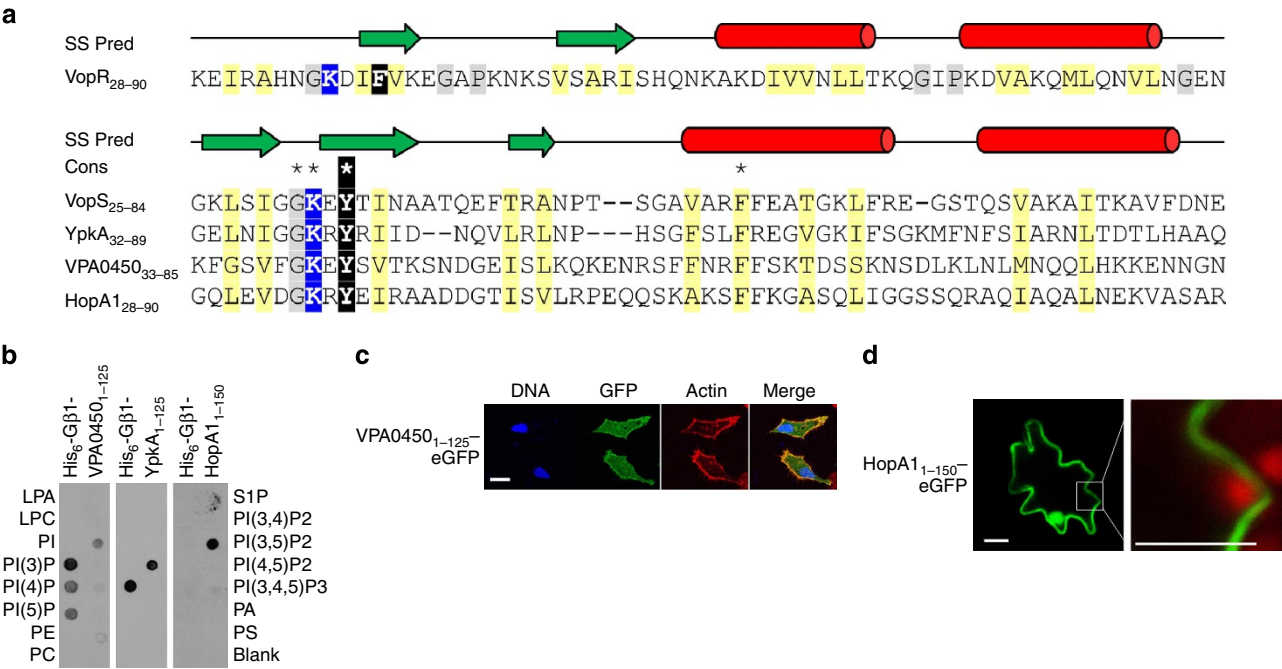 a
SS Pred
VopR28–90 KEIRAHNGKDIFVKEGAPKNKSVSARISHQNKAKDIVVNLLTKQGIPKDVAKQMLQNVLNGEN
SS Pred
Cons * * * *
VopS25–84 GKLSIGGKEYTINAATQEFTRANPT--SGAVARFFEATGKLFRE-GSTQSVAKAITKAVFDNE
YpkA32–89 GELNIGGKRYRIID--NQVLRLNP---HSGFSLFREGVGKIFSGKMFNFSIARNLTDTLHAAQ
VPA045033–85 KFGSVFGKEYSVTKSNDGEISLKQKENRSFFNRFFSKTDSSKNSDLKLNLMNQQLHKKENNGN
HopA128–90 GQLEVDGKRYEIRAADDGTISVLRPEQQSKAKSFFKGASQLIGGSSQRAQIAQALNEKVASAR
b
His6-Gβ1-
VPA04501–125
His6-Gβ1-
YpkA1–125
His6-Gβ1-
HopA11–150
LPA S1P
LPC PI(3,4)P2
PI PI(3,5)P2
PI(3)P PI(4,5)P2
PI(4)P PI(3,4,5)P3
PI(5)P PA
PE PS
PC Blank
c
DNA GFP Actin Merge
VPA04501–125–
eGFP
d
HopA11–150–
eGFP